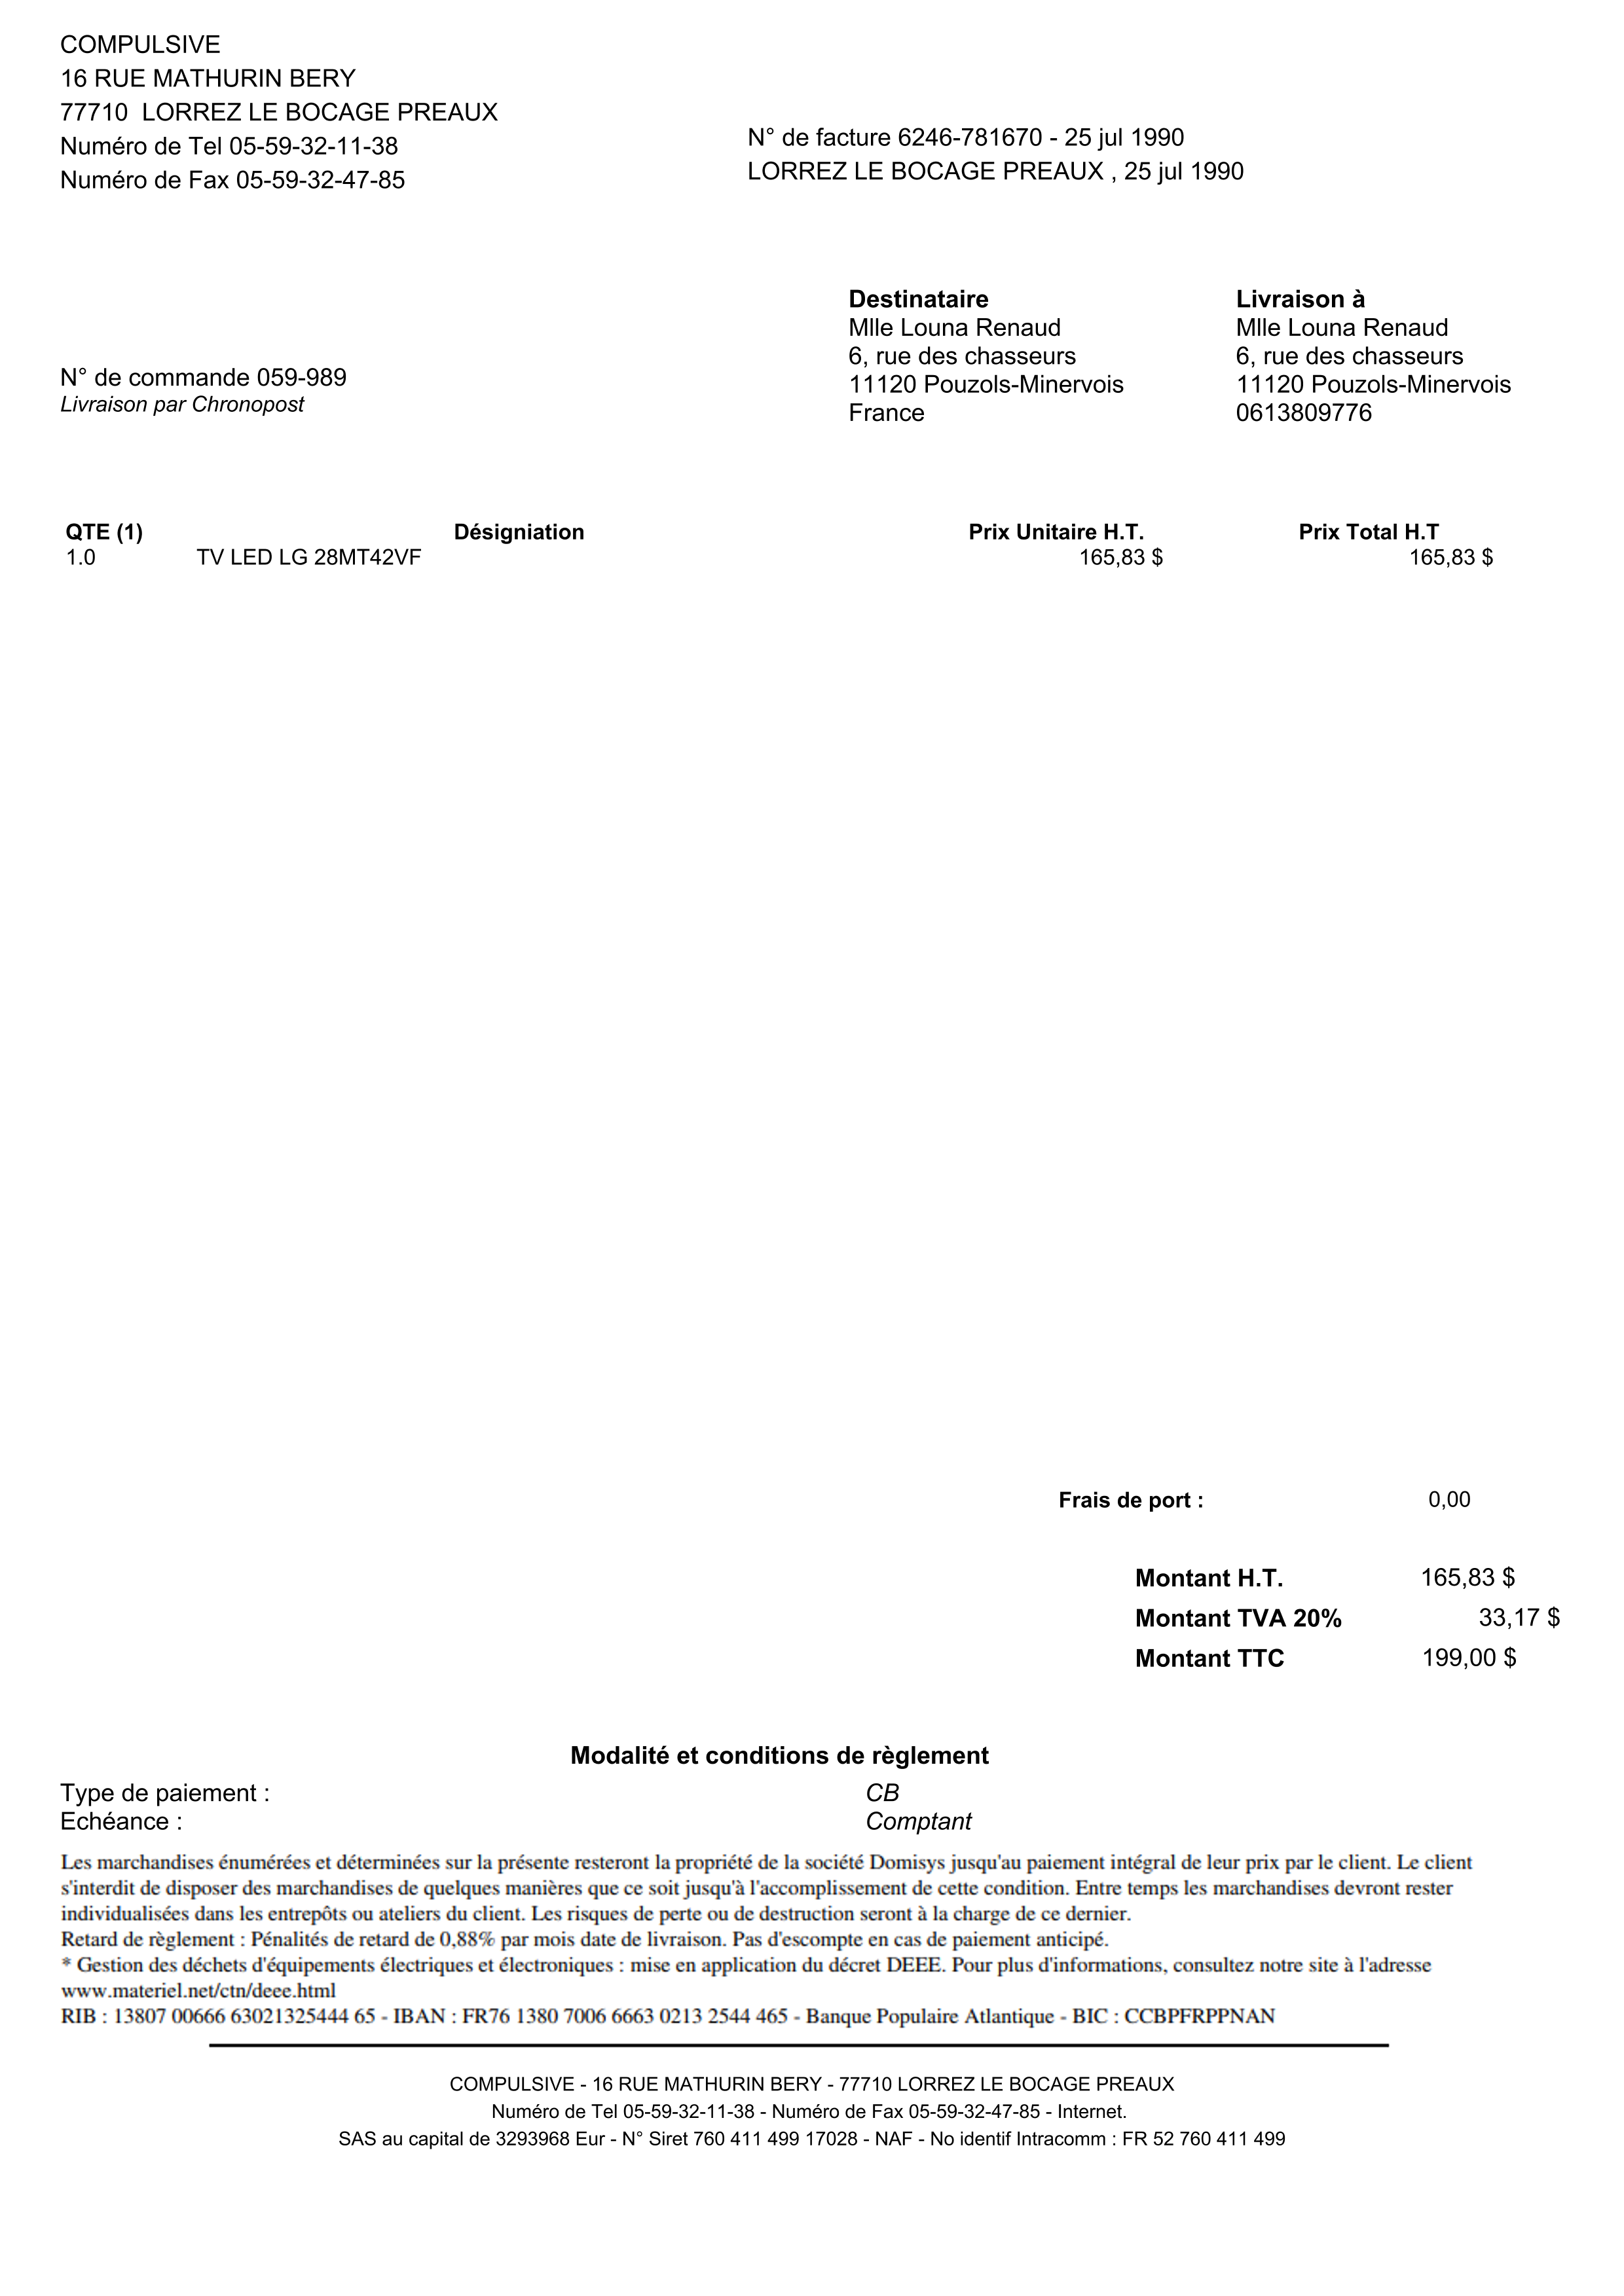 COMPULSIVE
16 RUE MATHURIN BERY
77710 LORREZ LE BOCAGE PREAUX
Numéro de Tel 05-59-32-11-38
Numéro de Fax 05-59-32-47-85
N° de facture 6246-781670 - 25 jul 1990
LORREZ LE BOCAGE PREAUX , 25 jul 1990
N° de commande 059-989
Livraison par Chronopost
Destinataire
Mlle Louna Renaud
6, rue des chasseurs
11120 Pouzols-Minervois
France
Livraison à
Mlle Louna Renaud
6, rue des chasseurs
11120 Pouzols-Minervois
0613809776
QTE (1) Désigniation Prix Unitaire H.T. Prix Total H.T
1.0 TV LED LG 28MT42VF 165,83 $ 165,83 $
Frais de port : 0,00
Montant H.T. 165,83 $
Montant TVA 20% 33,17 $
Montant TTC 199,00 $
Modalité et conditions de règlement
Type de paiement : CB
Echéance : Comptant
Les marchandises énumérées et déterminées sur la présente resteront la propriété de la société Domisys jusqu'au paiement intégral de leur prix par le client. Le client
s'interdit de disposer des marchandises de quelques manières que ce soit jusqu'à l'accomplissement de cette condition. Entre temps les marchandises devront rester
individualisées dans les entrepôts ou ateliers du client. Les risques de perte ou de destruction seront à la charge de ce dernier.
Retard de règlement : Pénalités de retard de 0,88% par mois date de livraison. Pas d'escompte en cas de paiement anticipé.
* Gestion des déchets d'équipements électriques et électroniques : mise en application du décret DEEE. Pour plus d'informations, consultez notre site à l'adresse
www.materiel.net/ctn/deee.html
RIB : 13807 00666 63021325444 65 - IBAN : FR76 1380 7006 6663 0213 2544 465 - Banque Populaire Atlantique - BIC : CCBPFRPPNAN
COMPULSIVE - 16 RUE MATHURIN BERY - 77710 LORREZ LE BOCAGE PREAUX
Numéro de Tel 05-59-32-11-38 - Numéro de Fax 05-59-32-47-85 - Internet.
SAS au capital de 3293968 Eur - N° Siret 760 411 499 17028 - NAF - No identif Intracomm : FR 52 760 411 499